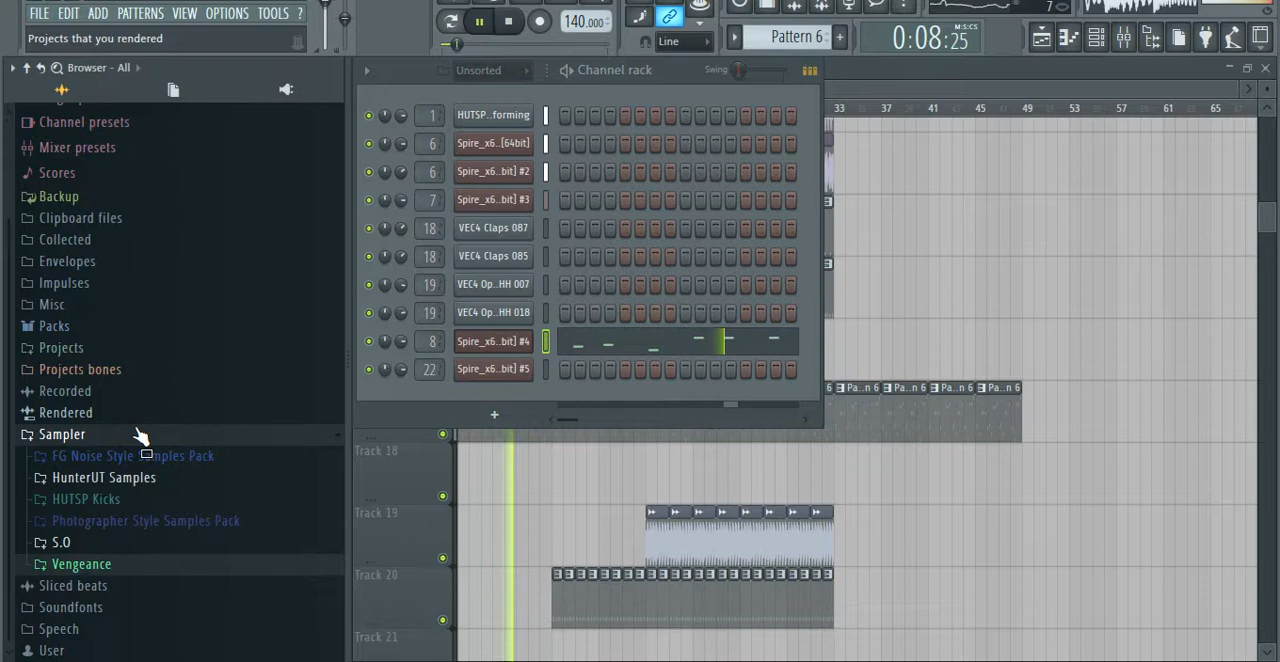 FILE EDIT ADD PATTERNS VIEW OPTIONS TOOLS ?
Projects that you rendered
140.000
Line
Pattern 6
0:08:25
M:S:CS
7
Browser - All
Channel presets
Mixer presets
Scores
Backup
Clipboard files
Collected
Envelopes
Impulses
Misc
Packs
Projects
Projects bones
Recorded
Rendered
Sampler
FG Noise Style Samples Pack
HunterUT Samples
HUTSP Kicks
Photographer Style Samples Pack
S.O
Vengeance
Sliced beats
Soundfonts
Speech
User
Unsorted
Channel rack
Swing
1 HUTSP..forming
6 Spire_x6..[64bit]
6 Spire_x6..bit] #2
7 Spire_x6..bit] #3
18 VEC4 Claps 087
18 VEC4 Claps 085
19 VEC4 Op..HH 007
19 VEC4 Op..HH 018
8 Spire_x6..bit] #4
22 Spire_x6..bit] #5
+
33 37 41 45 49 53 57 61 65
6 Pa..n 6 Pa..n 6 Pa..n 6 Pa..n 6
Track 18
Track 19
Track 20
Track 21